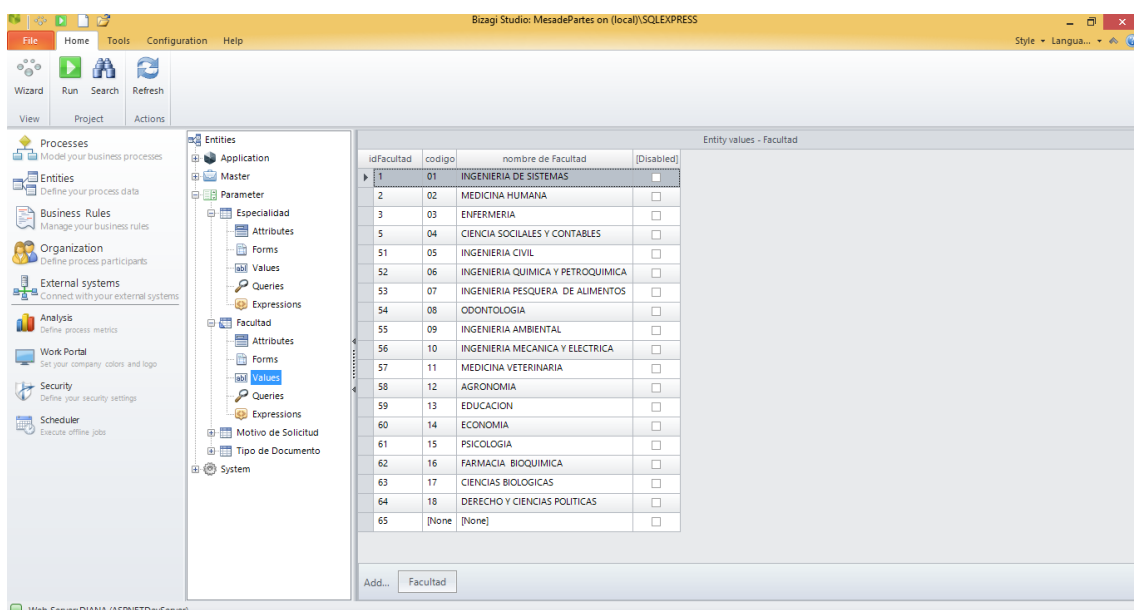 Bizagi Studio: MesadePartes on (local)\SQLEXPRESS
File Home Tools Configuration Help
Style Langua...
Wizard Run Search Refresh
View Project Actions
Processes
Model your business processes
Entities
Define your process data
Business Rules
Manage your business rules
Organization
Define process participants
External systems
Connect with your external systems
Analysis
Define process metrics
Work Portal
Set your company colors and logo
Security
Define your security settings
Scheduler
Execute offline jobs
Entities
Application
Master
Parameter
Especialidad
Attributes
Forms
Values
Queries
Expressions
Facultad
Attributes
Forms
Values
Queries
Expressions
Motivo de Solicitud
Tipo de Documento
System
Entity values - Facultad
idFacultad codigo nombre de Facultad [Disabled]
1 01 INGENIERIA DE SISTEMAS
2 02 MEDICINA HUMANA
3 03 ENFERMERIA
5 04 CIENCIA SOCILALES Y CONTABLES
51 05 INGENIERIA CIVIL
52 06 INGENIERIA QUIMICA Y PETROQUIMICA
53 07 INGENIERIA PESQUERA DE ALIMENTOS
54 08 ODONTOLOGIA
55 09 INGENIERIA AMBIENTAL
56 10 INGENIERIA MECANICA Y ELECTRICA
57 11 MEDICINA VETERINARIA
58 12 AGRONOMIA
59 13 EDUCACION
60 14 ECONOMIA
61 15 PSICOLOGIA
62 16 FARMACIA BIOQUIMICA
63 17 CIENCIAS BIOLOGICAS
64 18 DERECHO Y CIENCIAS POLITICAS
65 [None [None]
Add... Facultad
Web Server:DIANA (ASPNETDevServer)